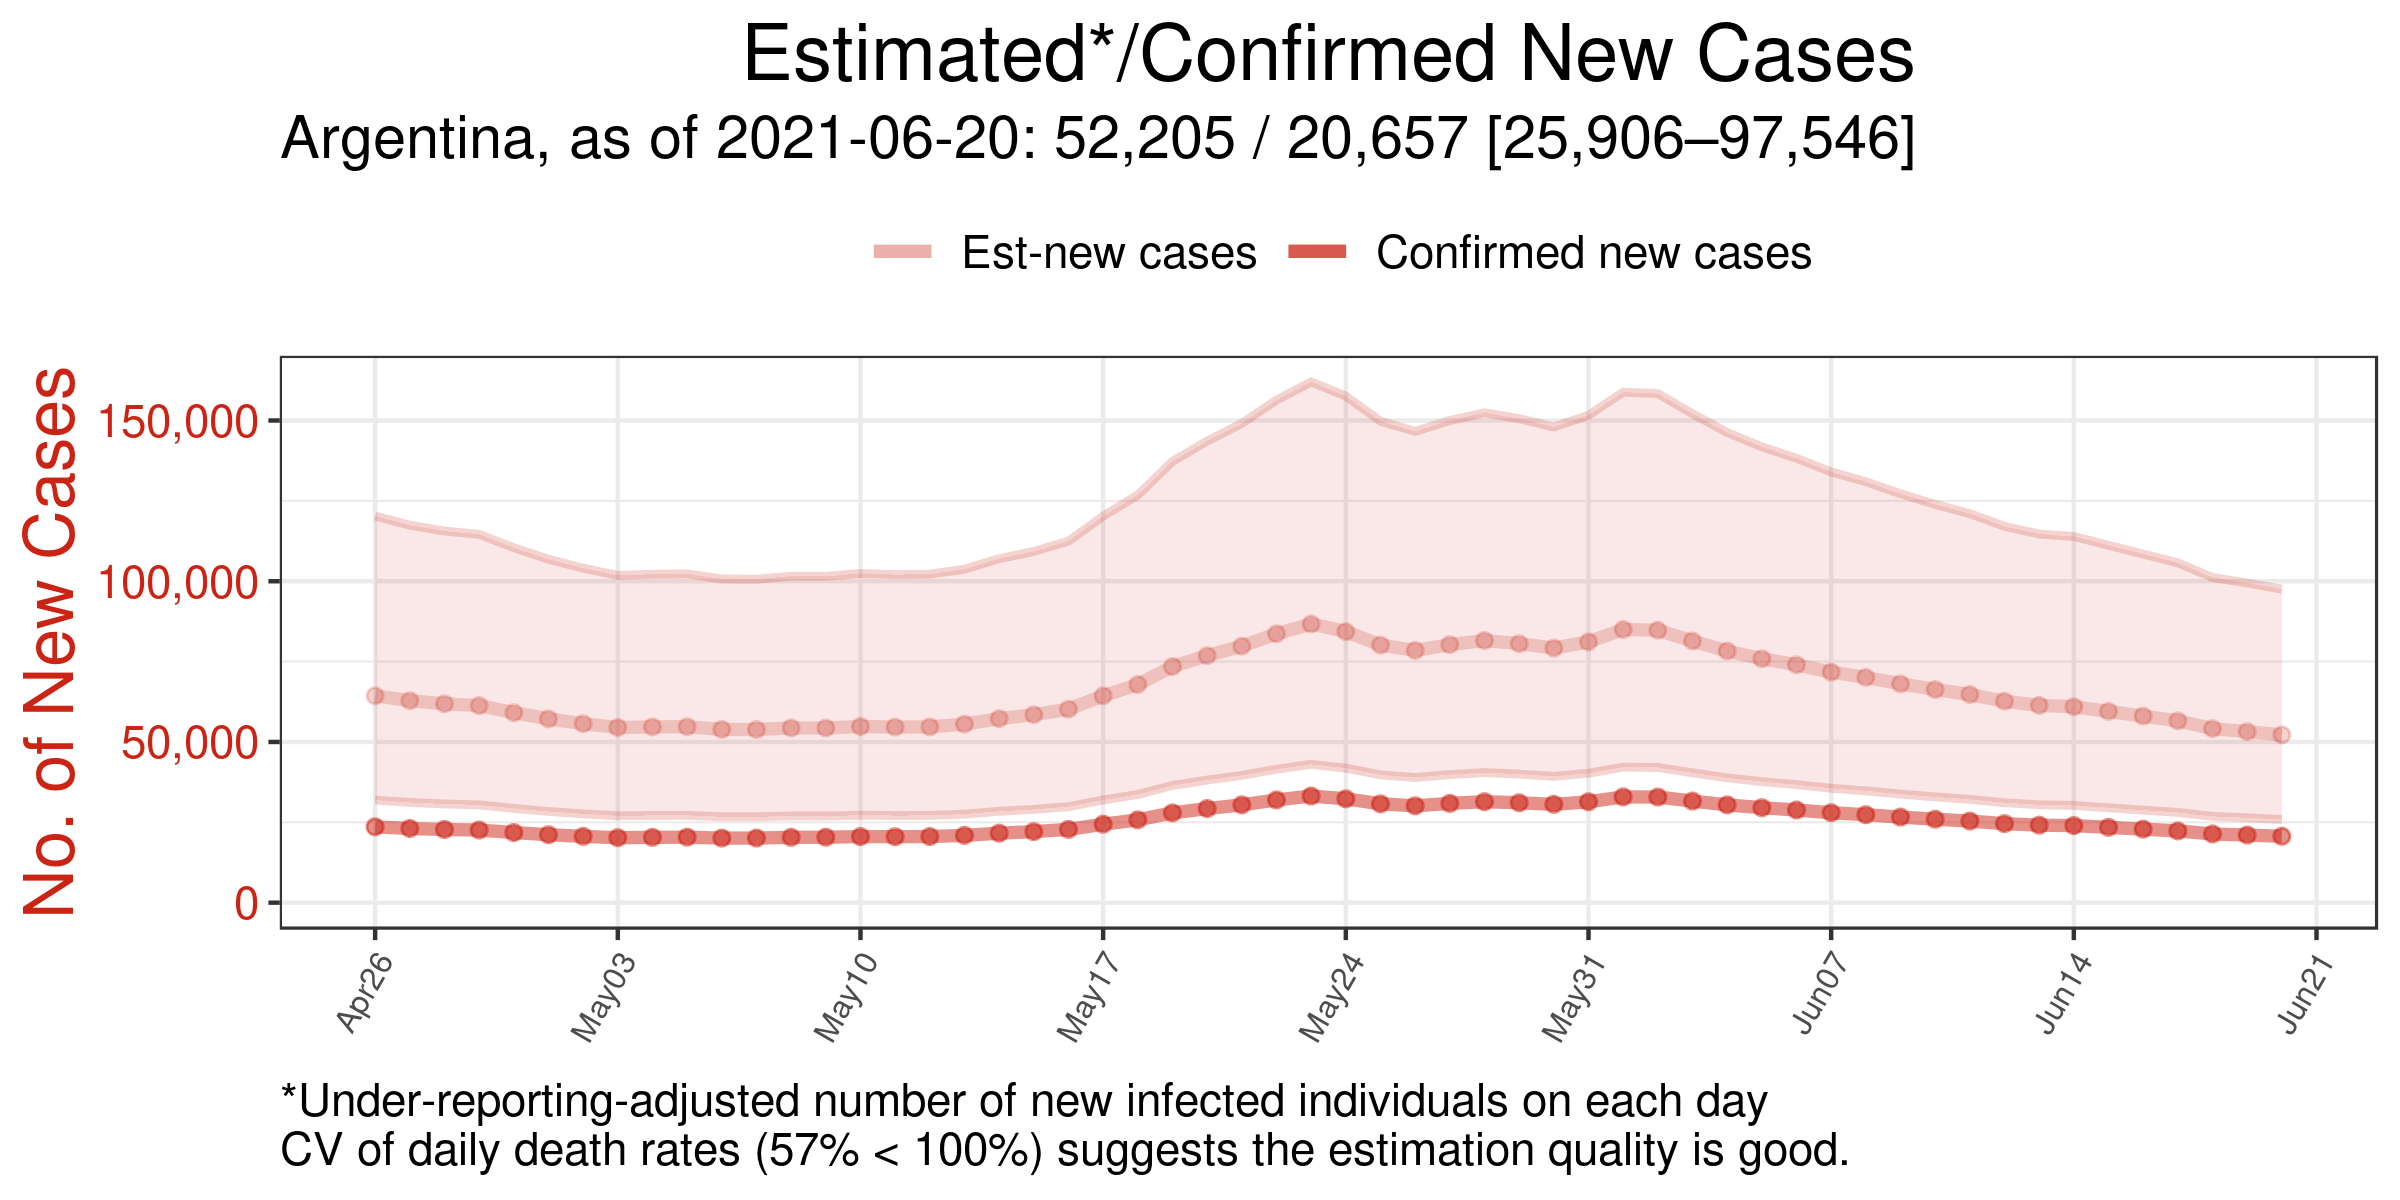 Estimated*/Confirmed New Cases
Argentina, as of 2021-06-20: 52,205 / 20,657 [25,906–97,546]
Est-new cases
Confirmed new cases
No. of New Cases
150,000
100,000
50,000
0
Apr26
May03
May10
May17
May24
May31
Jun07
Jun14
Jun21
*Under-reporting-adjusted number of new infected individuals on each day
CV of daily death rates (57% < 100%) suggests the estimation quality is good.